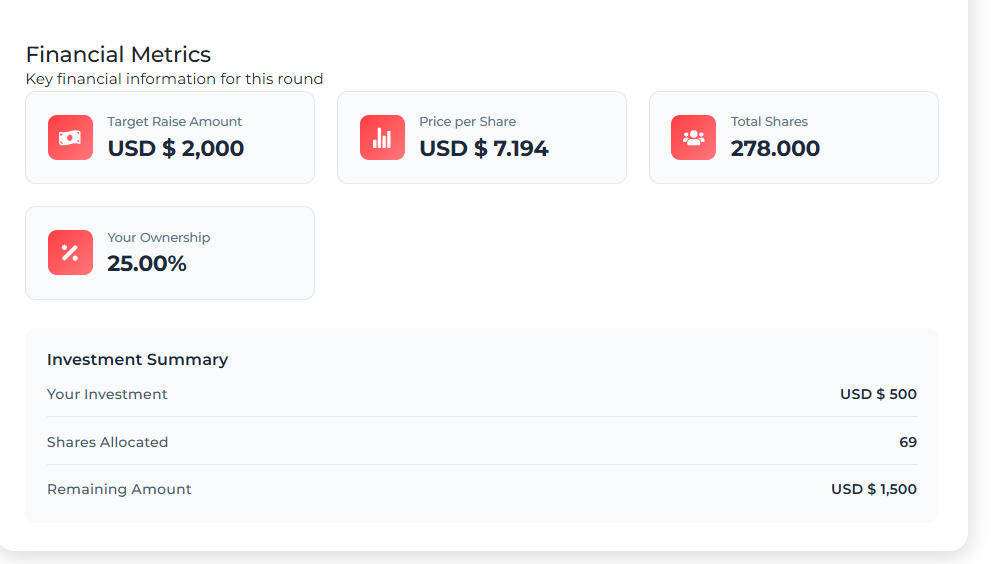 Financial Metrics
Key financial information for this round
Target Raise Amount
USD $ 2,000
Price per Share
USD $ 7.194
Total Shares
278.000
Your Ownership
25.00%
Investment Summary
Your Investment
USD $ 500
Shares Allocated
69
Remaining Amount
USD $ 1,500